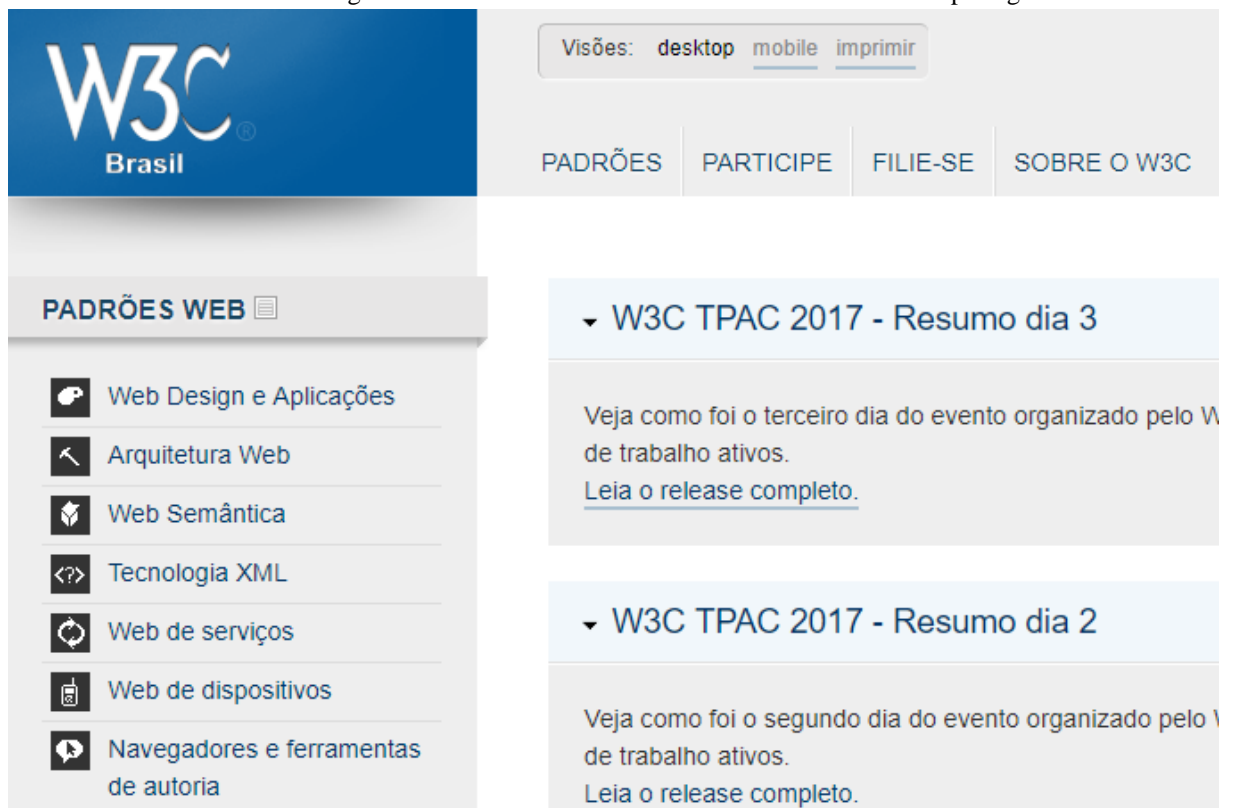 W3C®
Brasil
Visões: desktop mobile imprimir
PADRÕES PARTICIPE FILIE-SE SOBRE O W3C
PADRÕES WEB
Web Design e Aplicações
Arquitetura Web
Web Semântica
<?> Tecnologia XML
Web de serviços
Web de dispositivos
Navegadores e ferramentas
de autoria
W3C TPAC 2017 - Resumo dia 3
Veja como foi o terceiro dia do evento organizado pelo
de trabalho ativos.
Leia o release completo.
W3C TPAC 2017 - Resumo dia 2
Veja como foi o segundo dia do evento organizado pelo
de trabalho ativos.
Leia o release completo.